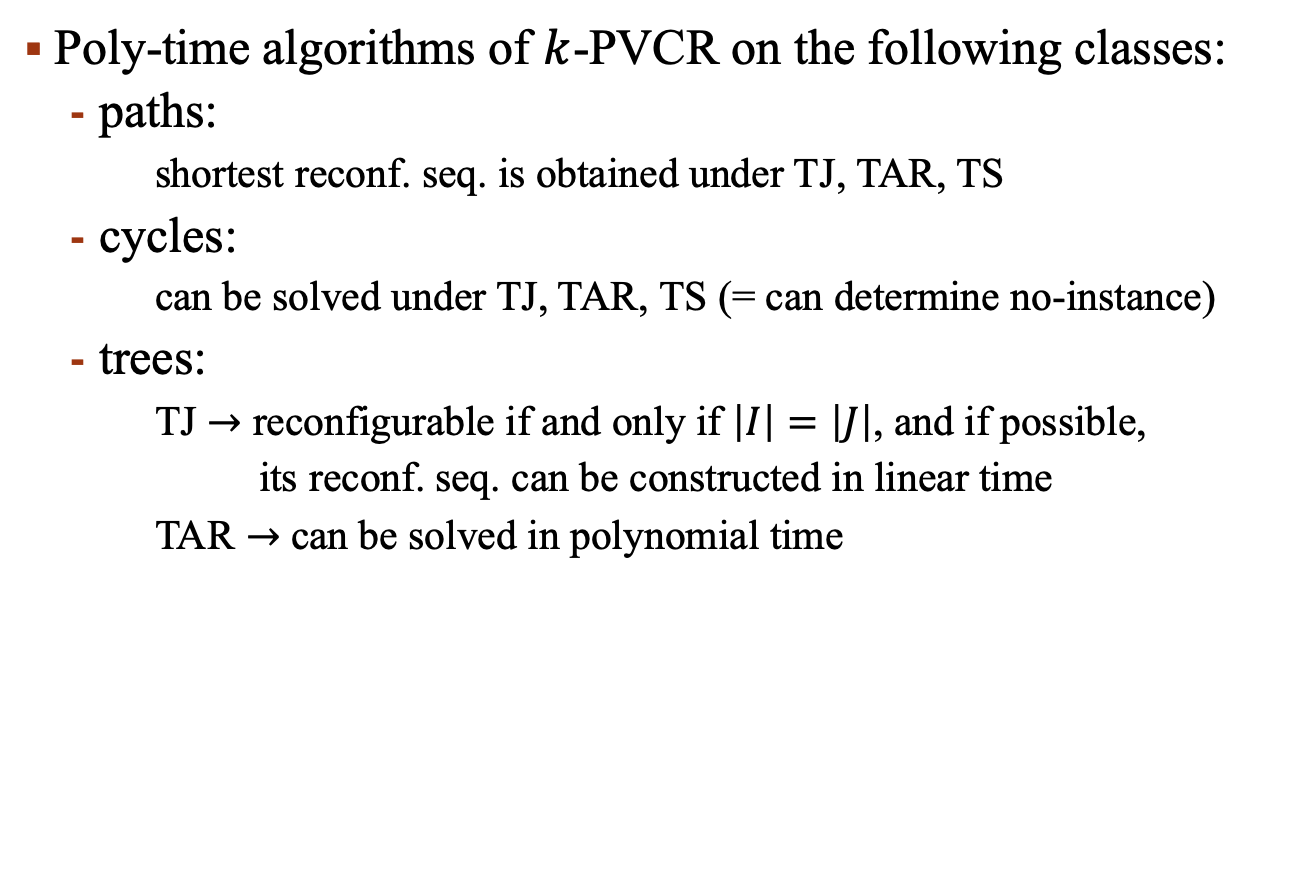 ▪ Poly-time algorithms of k-PVCR on the following classes:
- paths:
shortest reconf. seq. is obtained under TJ, TAR, TS
- cycles:
can be solved under TJ, TAR, TS (= can determine no-instance)
- trees:
TJ → reconfigurable if and only if |I| = |J|, and if possible,
its reconf. seq. can be constructed in linear time
TAR → can be solved in polynomial time